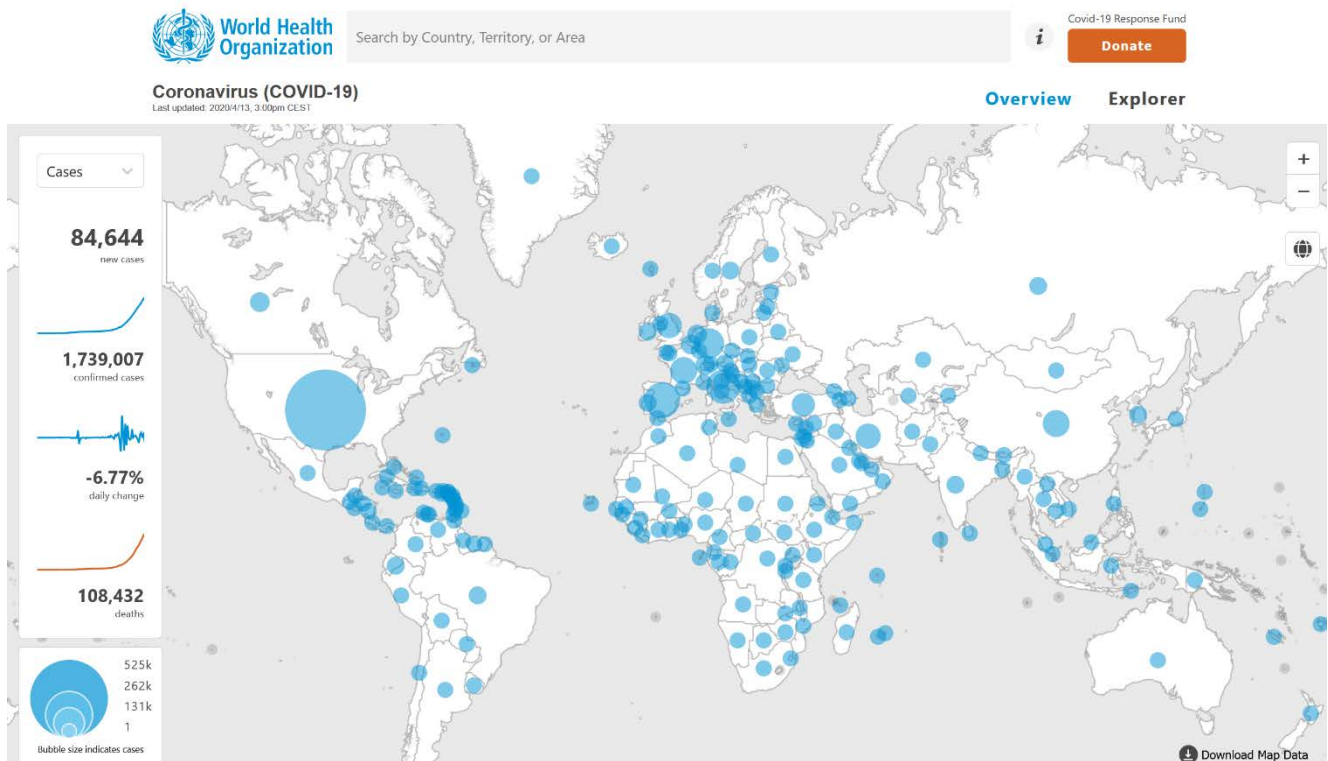 World Health
Organization
Search by Country, Territory, or Area
i
Covid-19 Response Fund
Donate
Coronavirus (COVID-19)
Last updated: 2020/4/13, 3:00pm CEST
Overview
Explorer
Cases
84,644
new cases
1,739,007
confirmed cases
-6.77%
daily change
108,432
deaths
525k
262k
131k
1
Bubble size indicates cases
+
−
Download Map Data